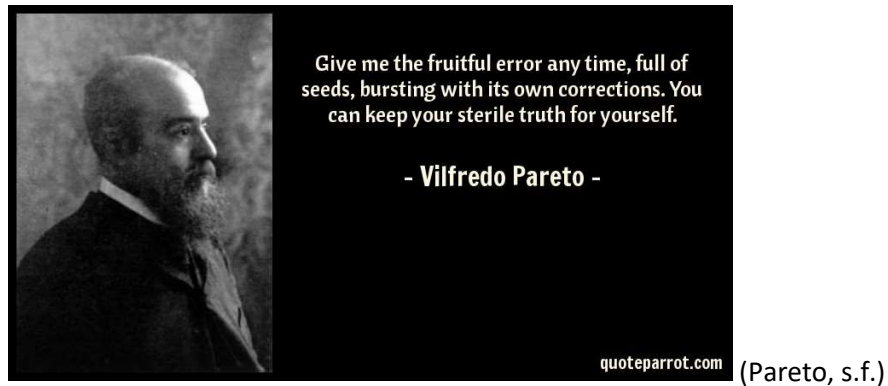 Give me the fruitful error any time, full of
seeds, bursting with its own corrections. You
can keep your sterile truth for yourself.
- Vilfredo Pareto -
quoteparrot.com
(Pareto, s.f.)